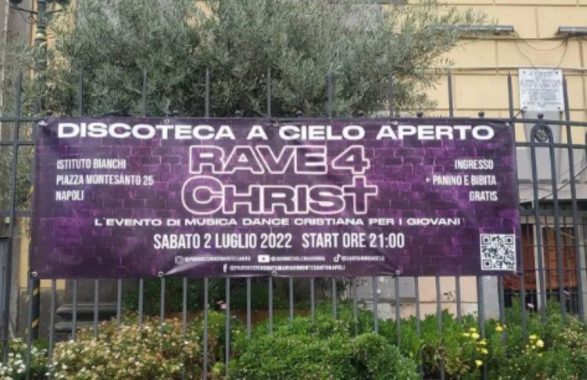 DISCOTECA A CIELO APERTO
RAVE 4
CHRIST
ISTITUTO BIANCHI
PIAZZA MONTESANTO 25
NAPOLI
INGRESSO
+ PANINO E BIBITA
GRATIS
L'EVENTO DI MUSICA DANCE CRISTIANA PER I GIOVANI
SABATO 2 LUGLIO 2022 START ORE 21:00